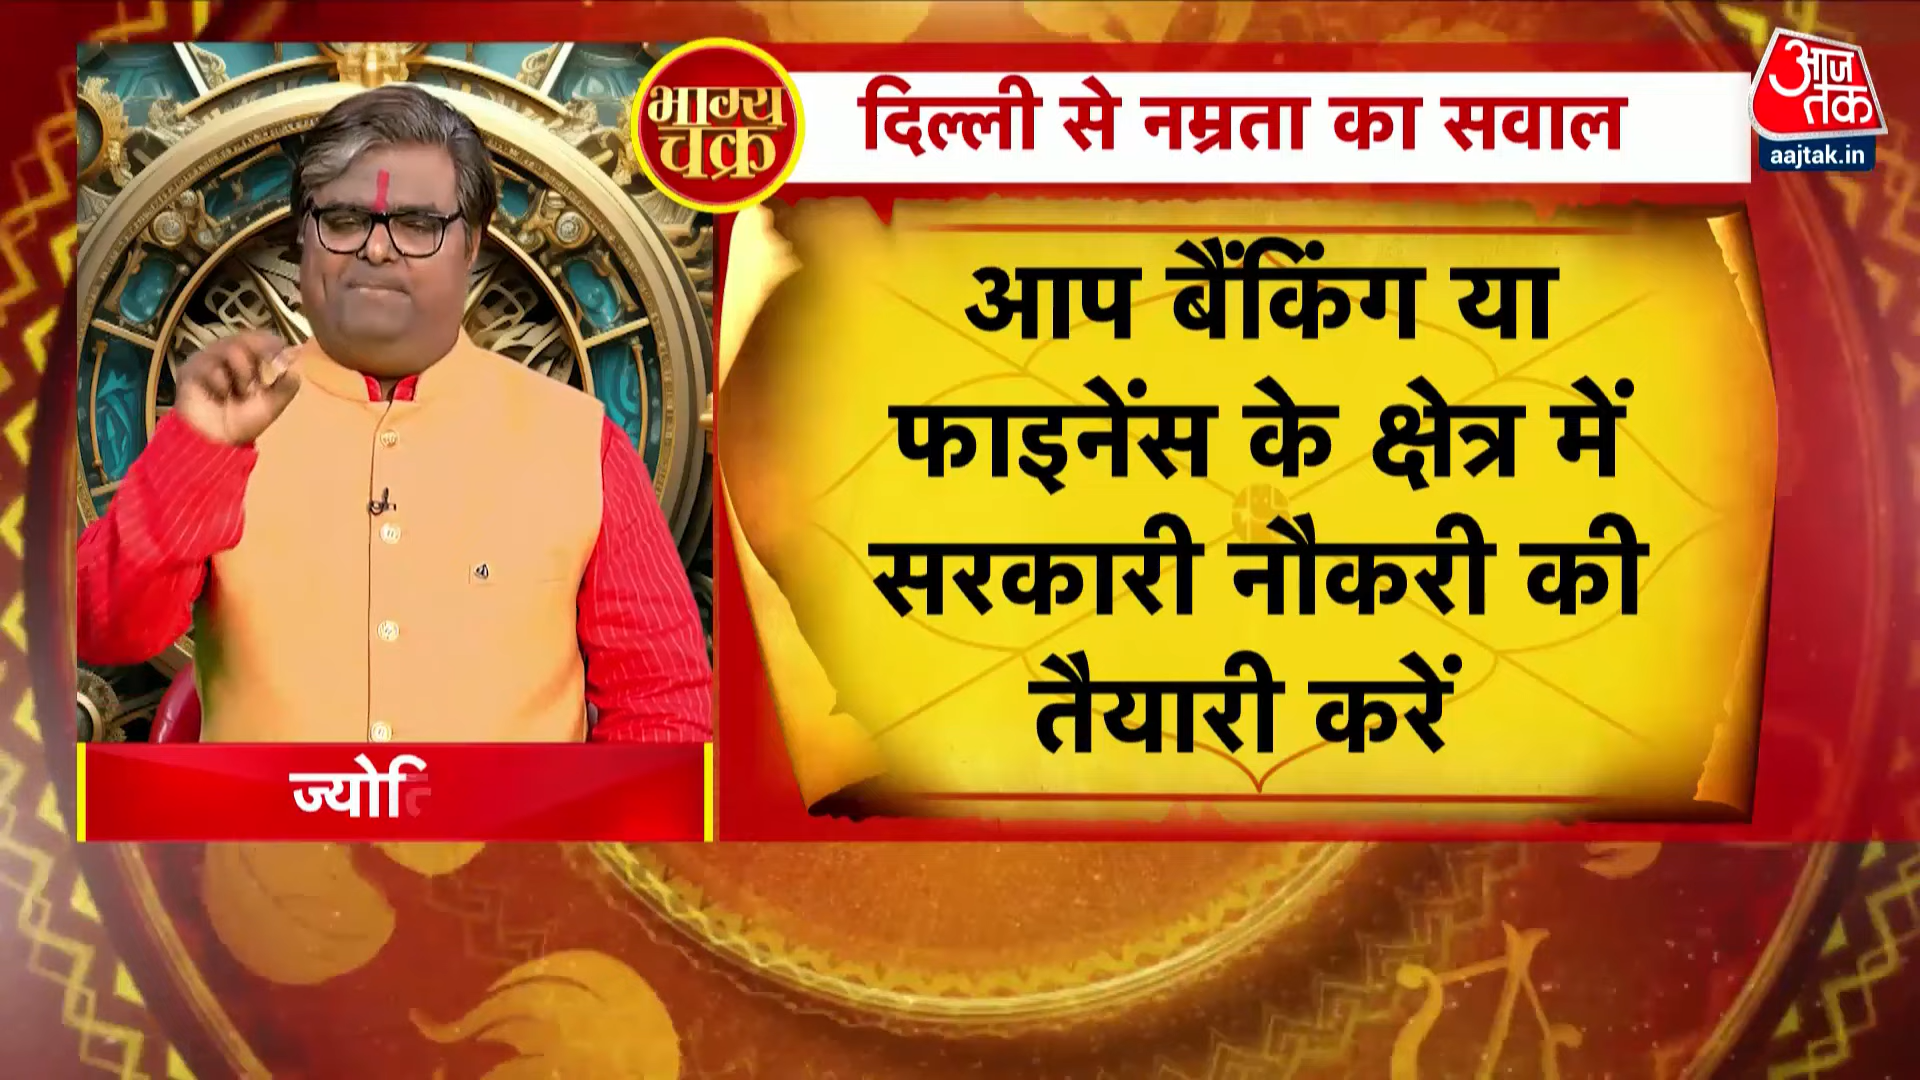 भाग्य
चक्र
दिल्ली से नम्रता का सवाल
आज
तक
aajtak.in
आप बैंकिंग या
फाइनेंस के क्षेत्र में
सरकारी नौकरी की
तैयारी करें
ज्योति